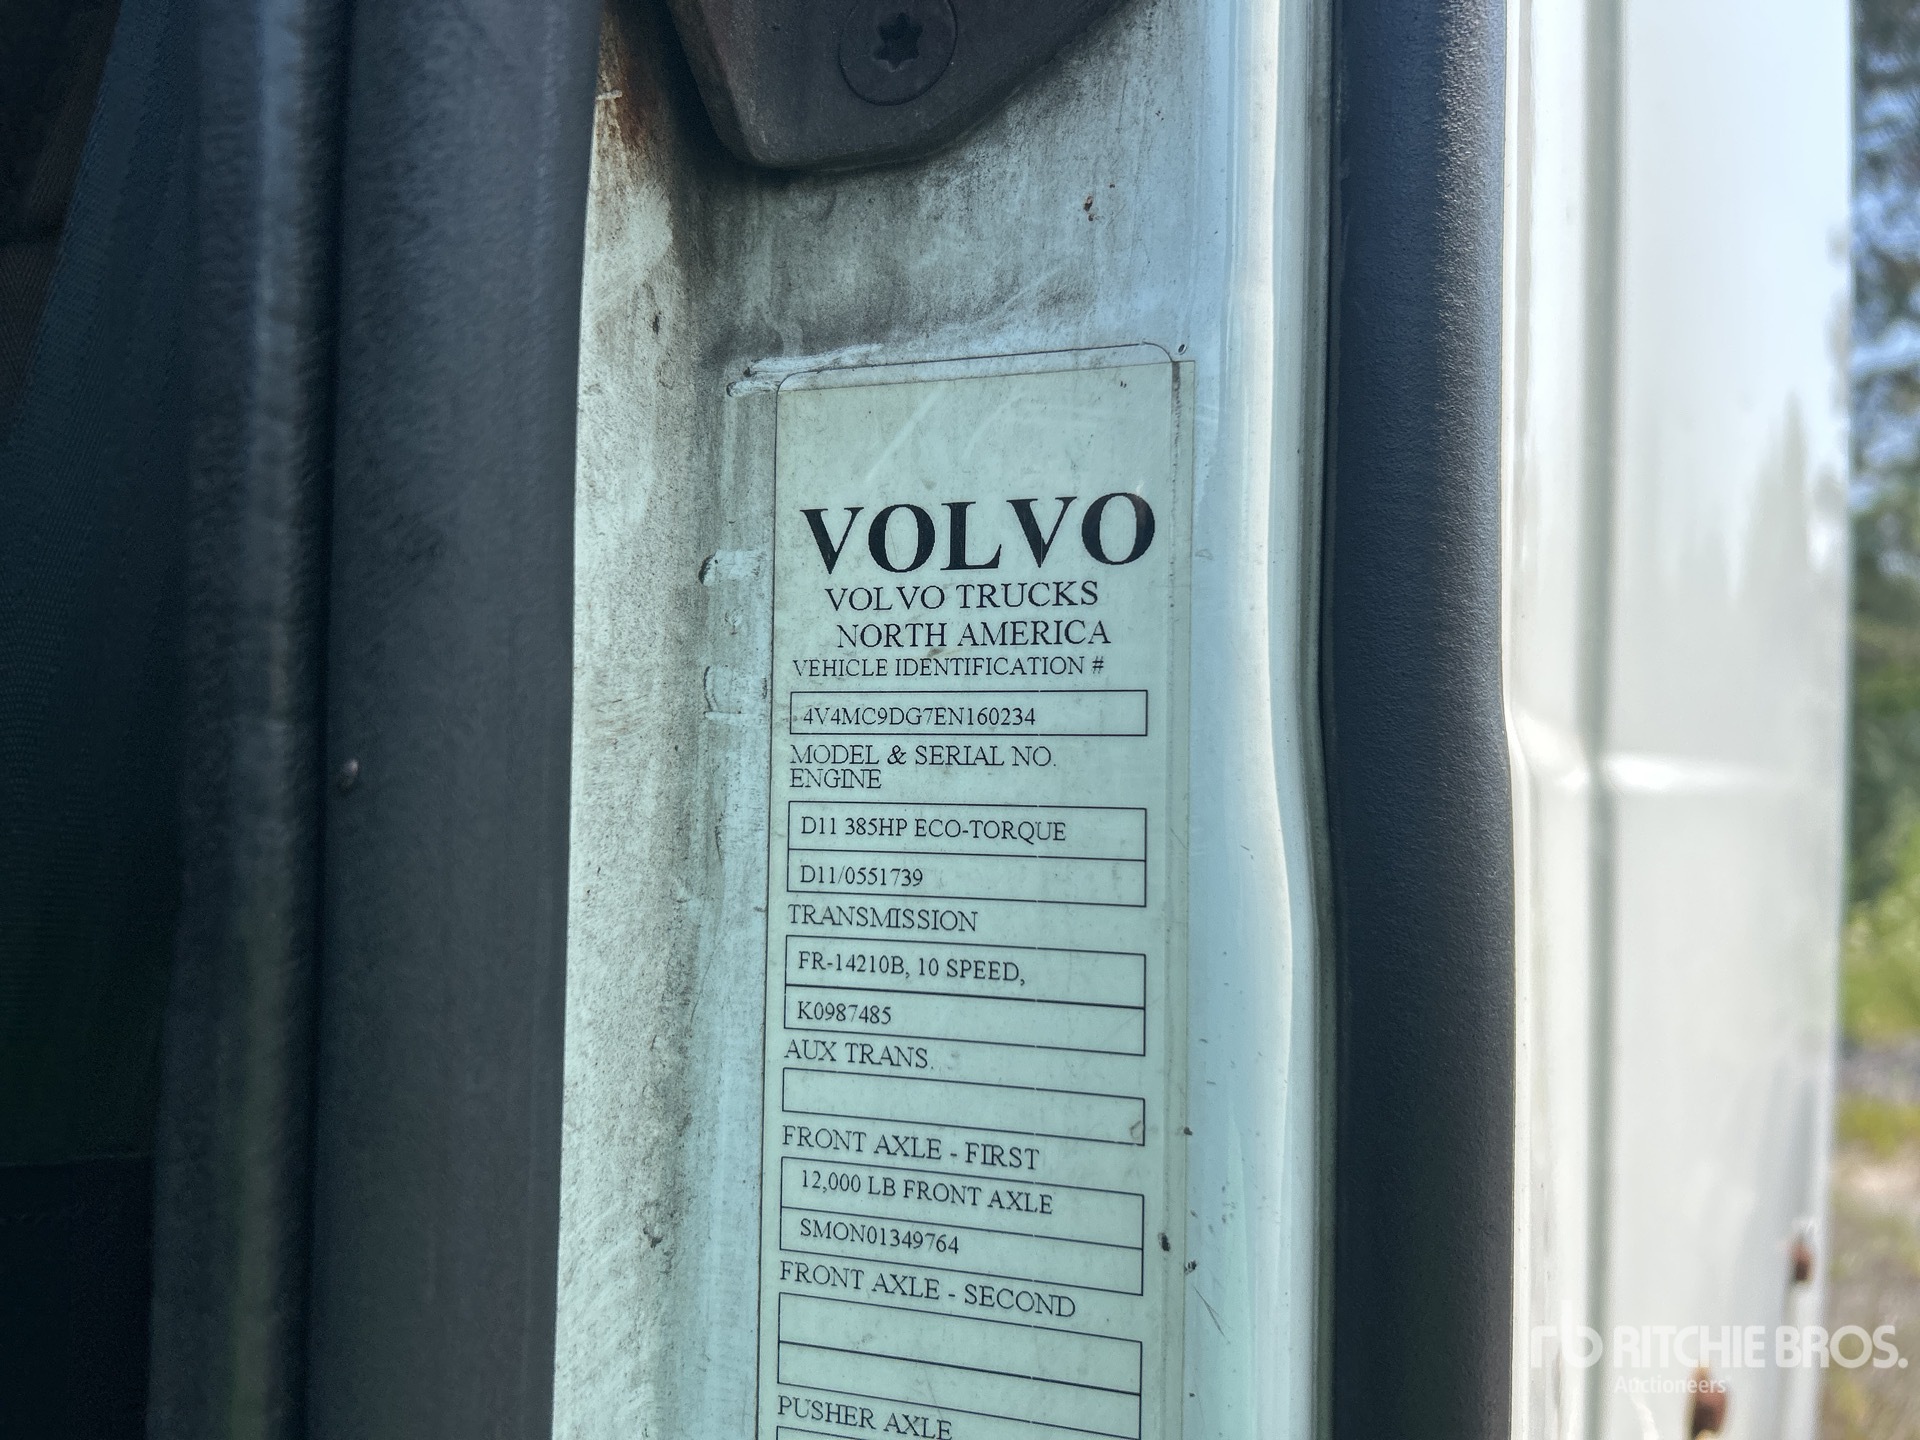 VOLVO
VOLVO TRUCKS
NORTH AMERICA
VEHICLE IDENTIFICATION #
4V4MC9DG7EN160234
MODEL & SERIAL NO.
ENGINE
D11 385HP ECO-TORQUE
D11/0551739
TRANSMISSION
FR-14210B, 10 SPEED,
K0987485
AUX TRANS.
FRONT AXLE - FIRST
12,000 LB FRONT AXLE
SMON01349764
FRONT AXLE - SECOND
PUSHER AXLE
rb RITCHIE BROS.
Auctioneers